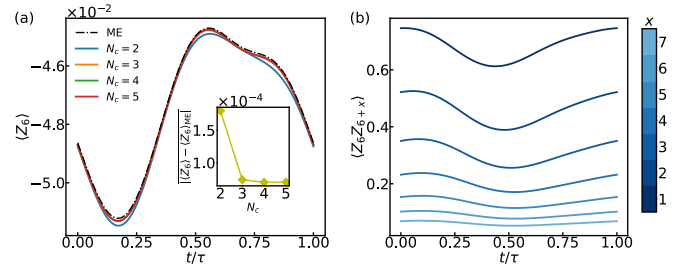 (a)
×10⁻²
−4.6
−4.8
−5.0
⟨Z₆⟩
ME
N_c = 2
N_c = 3
N_c = 4
N_c = 5
×10⁻⁴
1.5
1.0
|⟨Z₆⟩ − ⟨Z₆⟩_ME|
2 3 4 5
N_c
0.00 0.25 0.50 0.75 1.00
t/τ
(b)
0.6
0.4
0.2
⟨Z₆Z₆₊ₓ⟩
0.00 0.25 0.50 0.75 1.00
t/τ
x
7
6
5
4
3
2
1